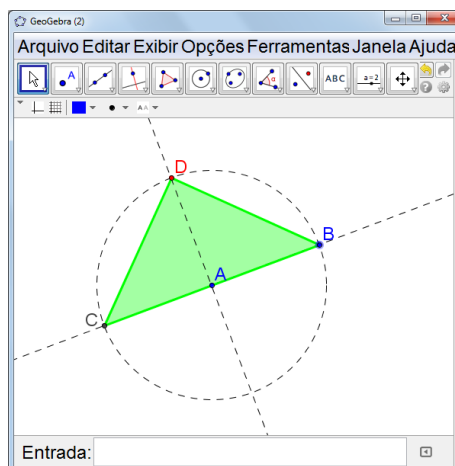 GeoGebra (2)
Arquivo Editar Exibir Opções Ferramentas Janela Ajuda
A α ABC a=2
A A
D
B
A
C
Entrada: